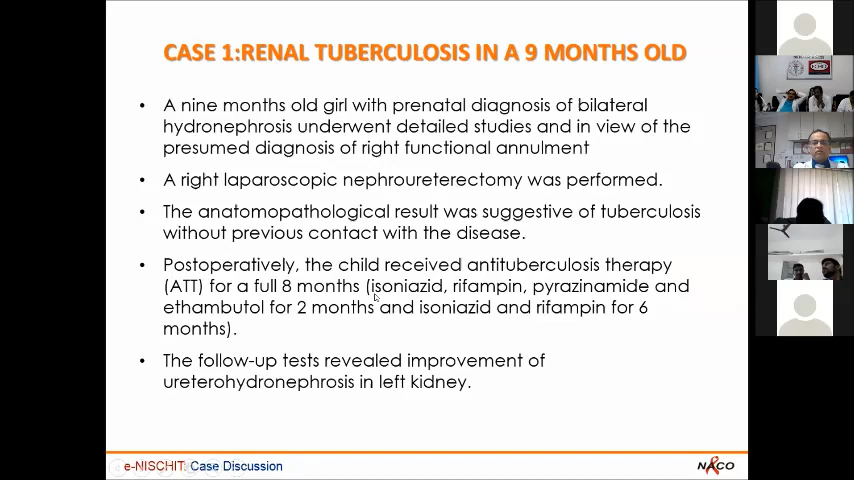 CASE 1:RENAL TUBERCULOSIS IN A 9 MONTHS OLD
• A nine months old girl with prenatal diagnosis of bilateral
hydronephrosis underwent detailed studies and in view of the
presumed diagnosis of right functional annulment
• A right laparoscopic nephroureterectomy was performed.
• The anatomopathological result was suggestive of tuberculosis
without previous contact with the disease.
• Postoperatively, the child received antituberculosis therapy
(ATT) for a full 8 months (isoniazid, rifampin, pyrazinamide and
ethambutol for 2 months and isoniazid and rifampin for 6
months).
• The follow-up tests revealed improvement of
ureterohydronephrosis in left kidney.
e-NISCHIT: Case Discussion
NACO